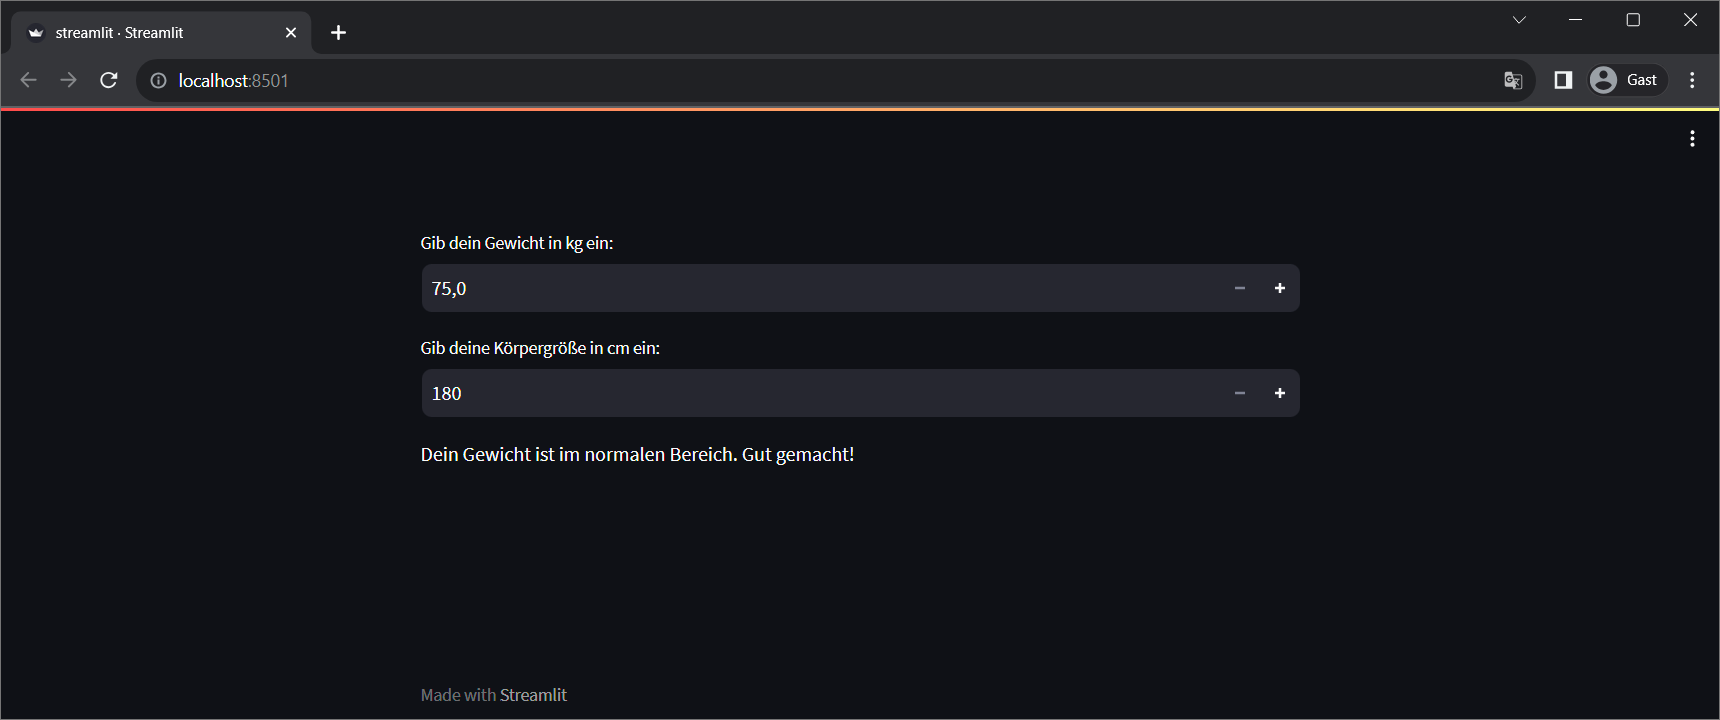 streamlit · Streamlit
localhost:8501
Gast
Gib dein Gewicht in kg ein:
75,0
Gib deine Körpergröße in cm ein:
180
Dein Gewicht ist im normalen Bereich. Gut gemacht!
Made with Streamlit